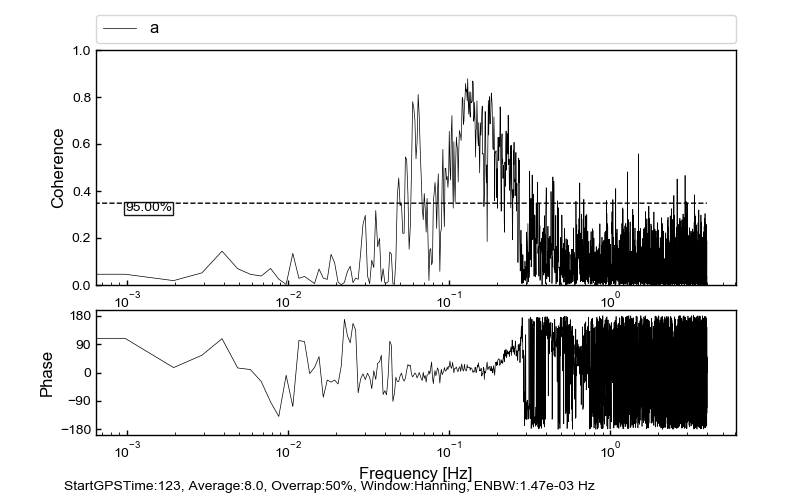 a
1.0
0.8
0.6
0.4
0.2
0.0
Coherence
95.00%
10⁻³ 10⁻² 10⁻¹ 10⁰
180
90
0
−90
−180
Phase
10⁻³ 10⁻² 10⁻¹ 10⁰
Frequency [Hz]
StartGPSTime:123, Average:8.0, Overrap:50%, Window:Hanning, ENBW:1.47e-03 Hz